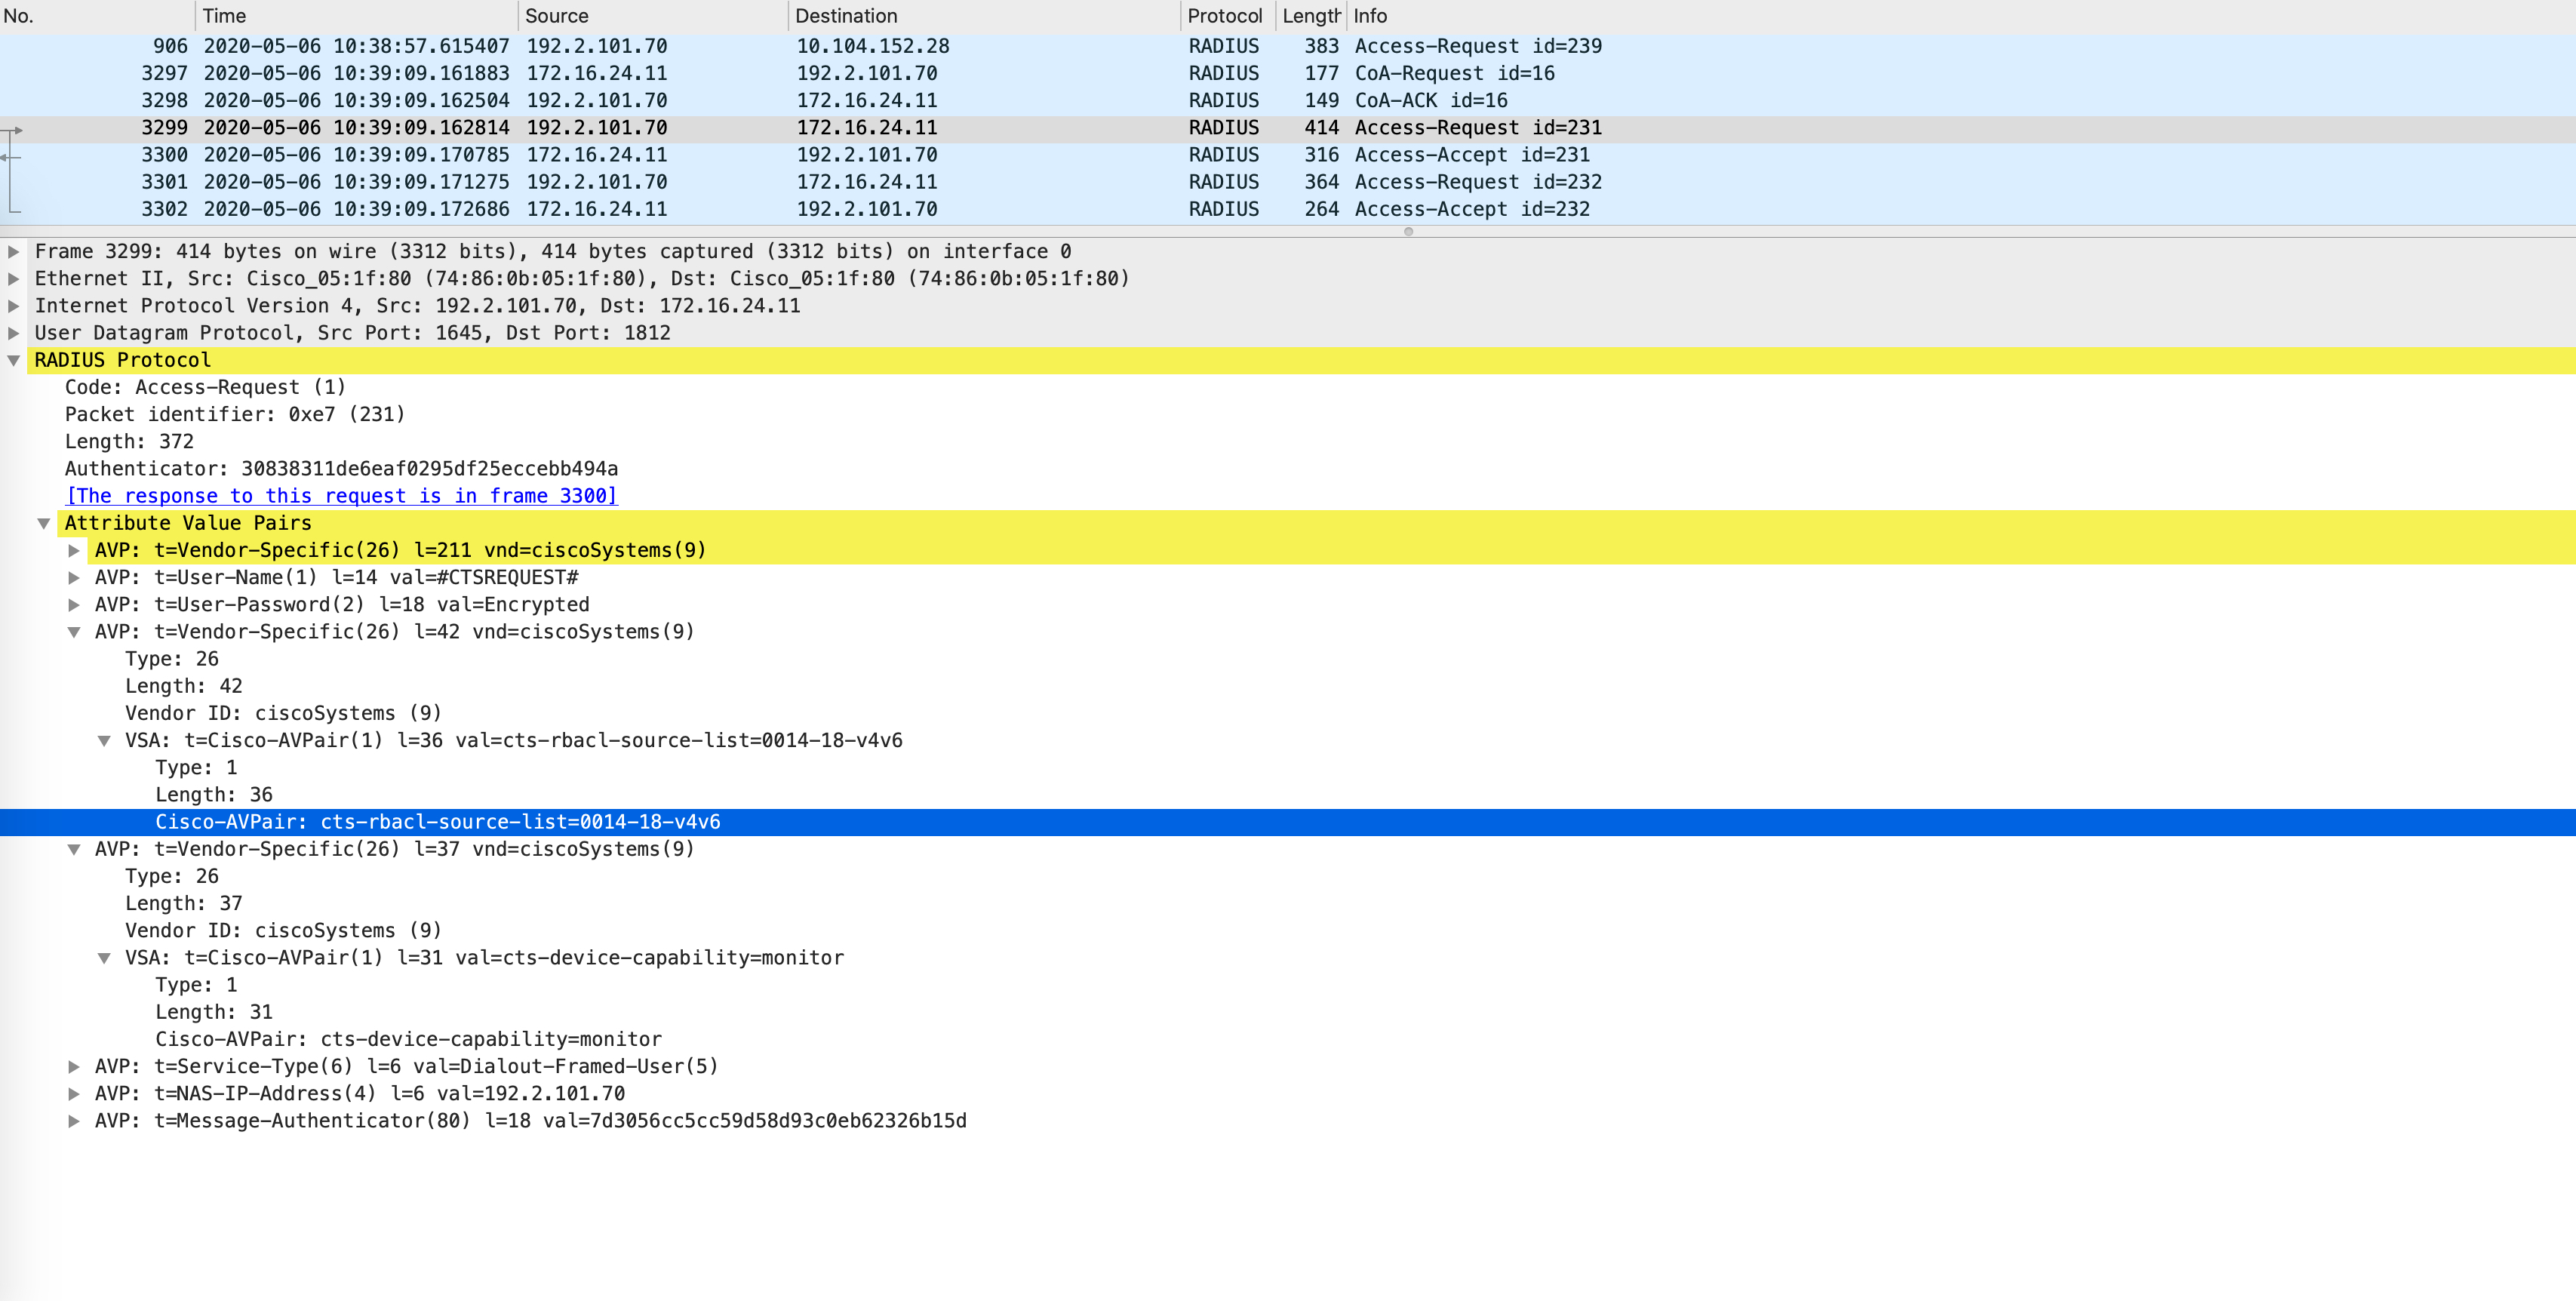 No. Time Source Destination Protocol Length Info
906 2020-05-06 10:38:57.615407 192.2.101.70 10.104.152.28 RADIUS 383 Access-Request id=239
3297 2020-05-06 10:39:09.161883 172.16.24.11 192.2.101.70 RADIUS 177 CoA-Request id=16
3298 2020-05-06 10:39:09.162504 192.2.101.70 172.16.24.11 RADIUS 149 CoA-ACK id=16
3299 2020-05-06 10:39:09.162814 192.2.101.70 172.16.24.11 RADIUS 414 Access-Request id=231
3300 2020-05-06 10:39:09.170785 172.16.24.11 192.2.101.70 RADIUS 316 Access-Accept id=231
3301 2020-05-06 10:39:09.171275 192.2.101.70 172.16.24.11 RADIUS 364 Access-Request id=232
3302 2020-05-06 10:39:09.172686 172.16.24.11 192.2.101.70 RADIUS 264 Access-Accept id=232
Frame 3299: 414 bytes on wire (3312 bits), 414 bytes captured (3312 bits) on interface 0
Ethernet II, Src: Cisco_05:1f:80 (74:86:0b:05:1f:80), Dst: Cisco_05:1f:80 (74:86:0b:05:1f:80)
Internet Protocol Version 4, Src: 192.2.101.70, Dst: 172.16.24.11
User Datagram Protocol, Src Port: 1645, Dst Port: 1812
RADIUS Protocol
Code: Access-Request (1)
Packet identifier: 0xe7 (231)
Length: 372
Authenticator: 30838311de6eaf0295df25eccebb494a
[The response to this request is in frame 3300]
Attribute Value Pairs
AVP: t=Vendor-Specific(26) l=211 vnd=ciscoSystems(9)
AVP: t=User-Name(1) l=14 val=#CTSREQUEST#
AVP: t=User-Password(2) l=18 val=Encrypted
AVP: t=Vendor-Specific(26) l=42 vnd=ciscoSystems(9)
Type: 26
Length: 42
Vendor ID: ciscoSystems (9)
VSA: t=Cisco-AVPair(1) l=36 val=cts-rbacl-source-list=0014-18-v4v6
Type: 1
Length: 36
Cisco-AVPair: cts-rbacl-source-list=0014-18-v4v6
AVP: t=Vendor-Specific(26) l=37 vnd=ciscoSystems(9)
Type: 26
Length: 37
Vendor ID: ciscoSystems (9)
VSA: t=Cisco-AVPair(1) l=31 val=cts-device-capability=monitor
Type: 1
Length: 31
Cisco-AVPair: cts-device-capability=monitor
AVP: t=Service-Type(6) l=6 val=Dialout-Framed-User(5)
AVP: t=NAS-IP-Address(4) l=6 val=192.2.101.70
AVP: t=Message-Authenticator(80) l=18 val=7d3056cc5cc59d58d93c0eb62326b15d